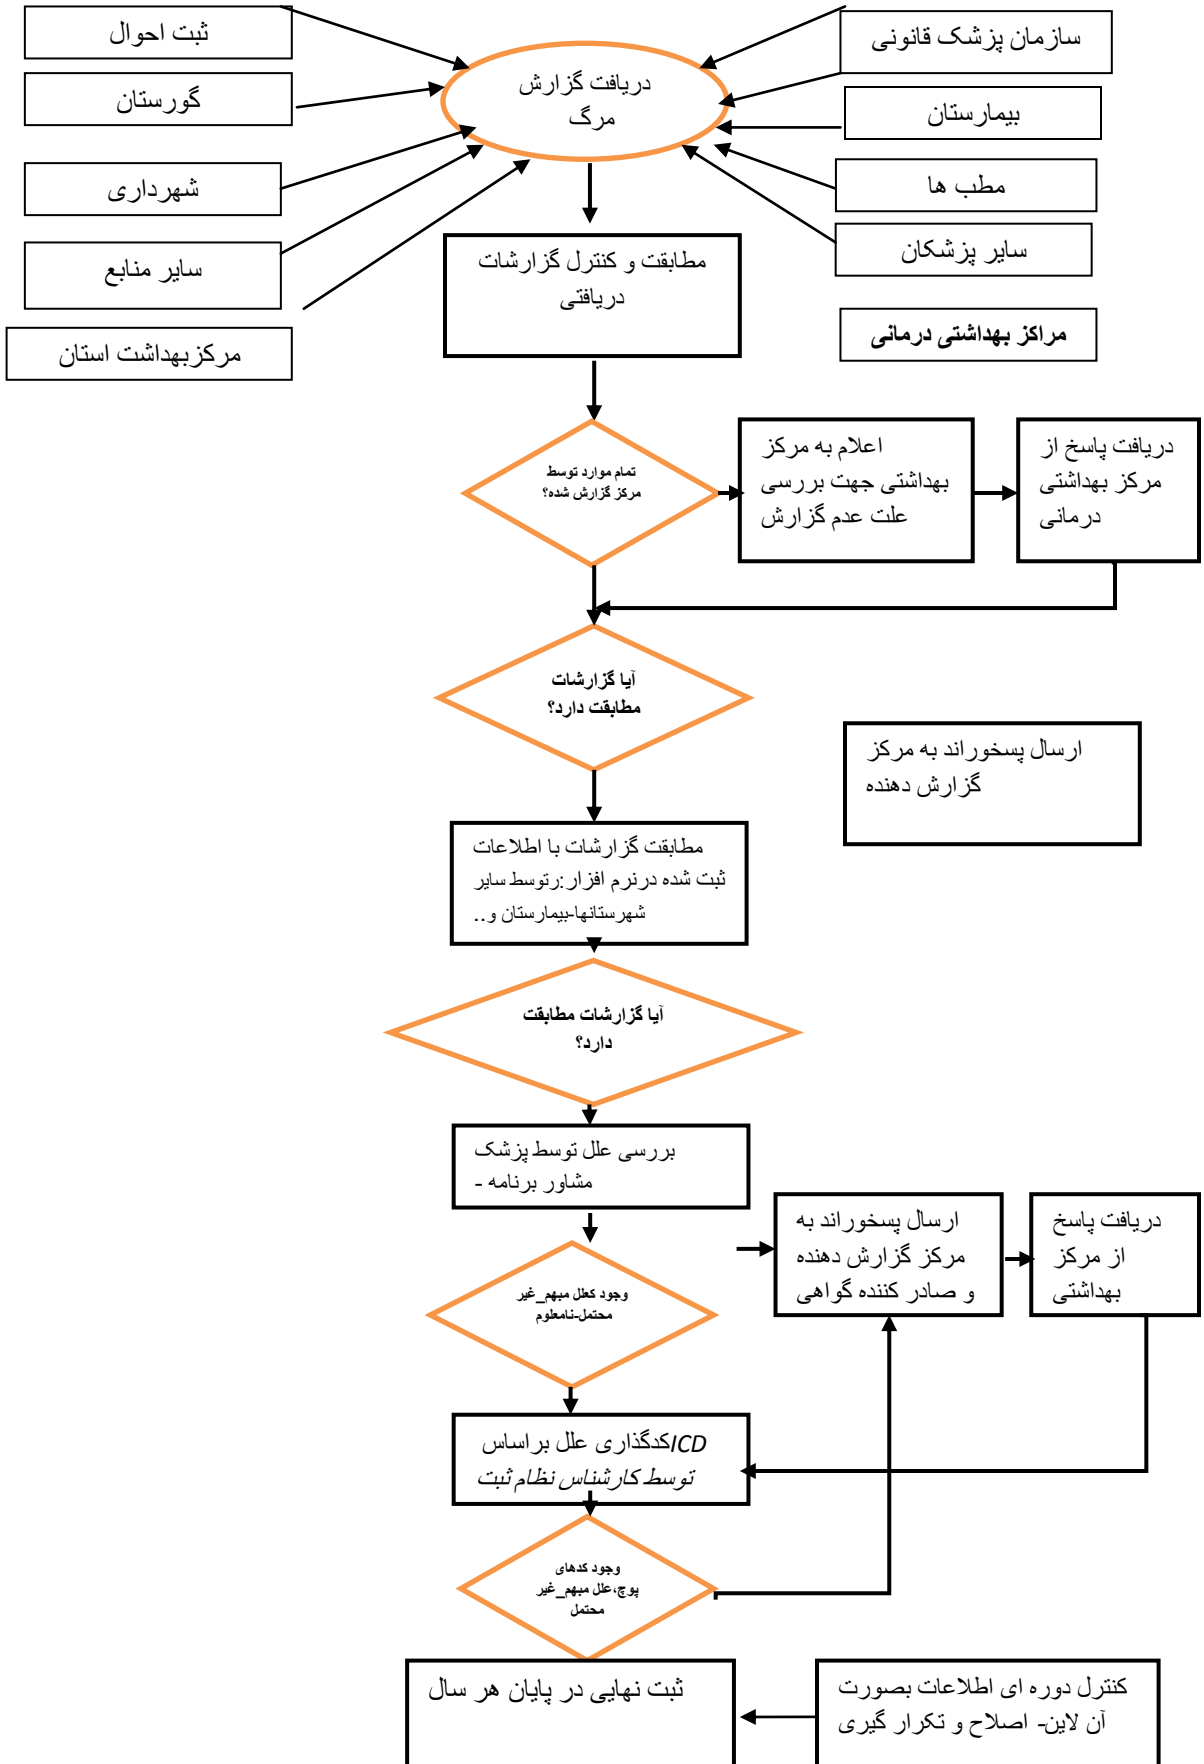 ثبت احوال
گورستان
شهرداری
سایر منابع
مرکزبهداشت استان
دریافت گزارش
مرگ
سازمان پزشک قانونی
بیمارستان
مطب ها
سایر پزشکان
مراکز بهداشتی درمانی
مطابقت و کنترل گزارشات
دریافتی
تمام موارد توسط
مرکز گزارش شده؟
اعلام به مرکز
بهداشتی جهت بررسی
علت عدم گزارش
دریافت پاسخ از
مرکز بهداشتی
درمانی
آیا گزارشات
مطابقت دارد؟
ارسال پسخوراند به مرکز
گزارش دهنده
مطابقت گزارشات با اطلاعات
ثبت شده درنرم افزار:رتوسط سایر
شهرستانها-بیمارستان و..
آیا گزارشات مطابقت
دارد؟
بررسی علل توسط پزشک
مشاور برنامه -
ارسال پسخوراند به
مرکز گزارش دهنده
و صادر کننده گواهی
دریافت پاسخ
از مرکز
بهداشتی
وجود کعلل مبهم_غیر
محتمل-نامعلوم
کدگذاری علل براساسICD
توسط کارشناس نظام ثبت
وجود کدهای
پوچ،علل مبهم_غیر
محتمل
ثبت نهایی در پایان هر سال
کنترل دوره ای اطلاعات بصورت
آن لاین- اصلاح و تکرار گیری